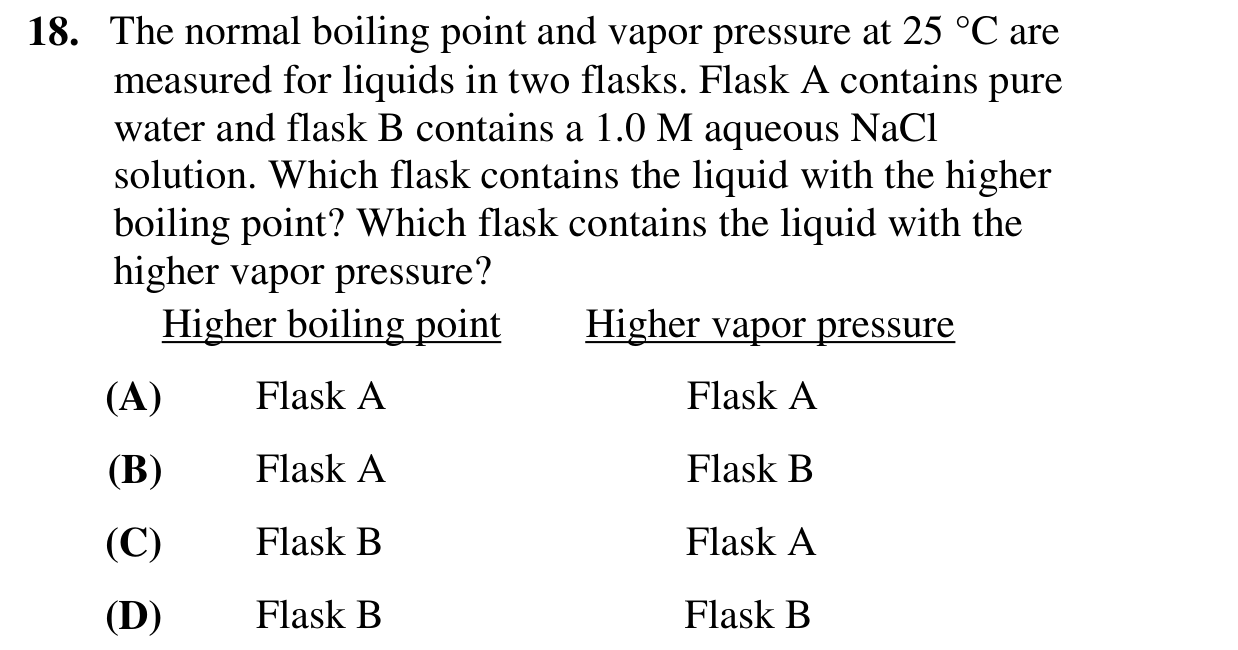 18. The normal boiling point and vapor pressure at 25 °C are
measured for liquids in two flasks. Flask A contains pure
water and flask B contains a 1.0 M aqueous NaCl
solution. Which flask contains the liquid with the higher
boiling point? Which flask contains the liquid with the
higher vapor pressure?
Higher boiling point Higher vapor pressure
(A) Flask A Flask A
(B) Flask A Flask B
(C) Flask B Flask A
(D) Flask B Flask B